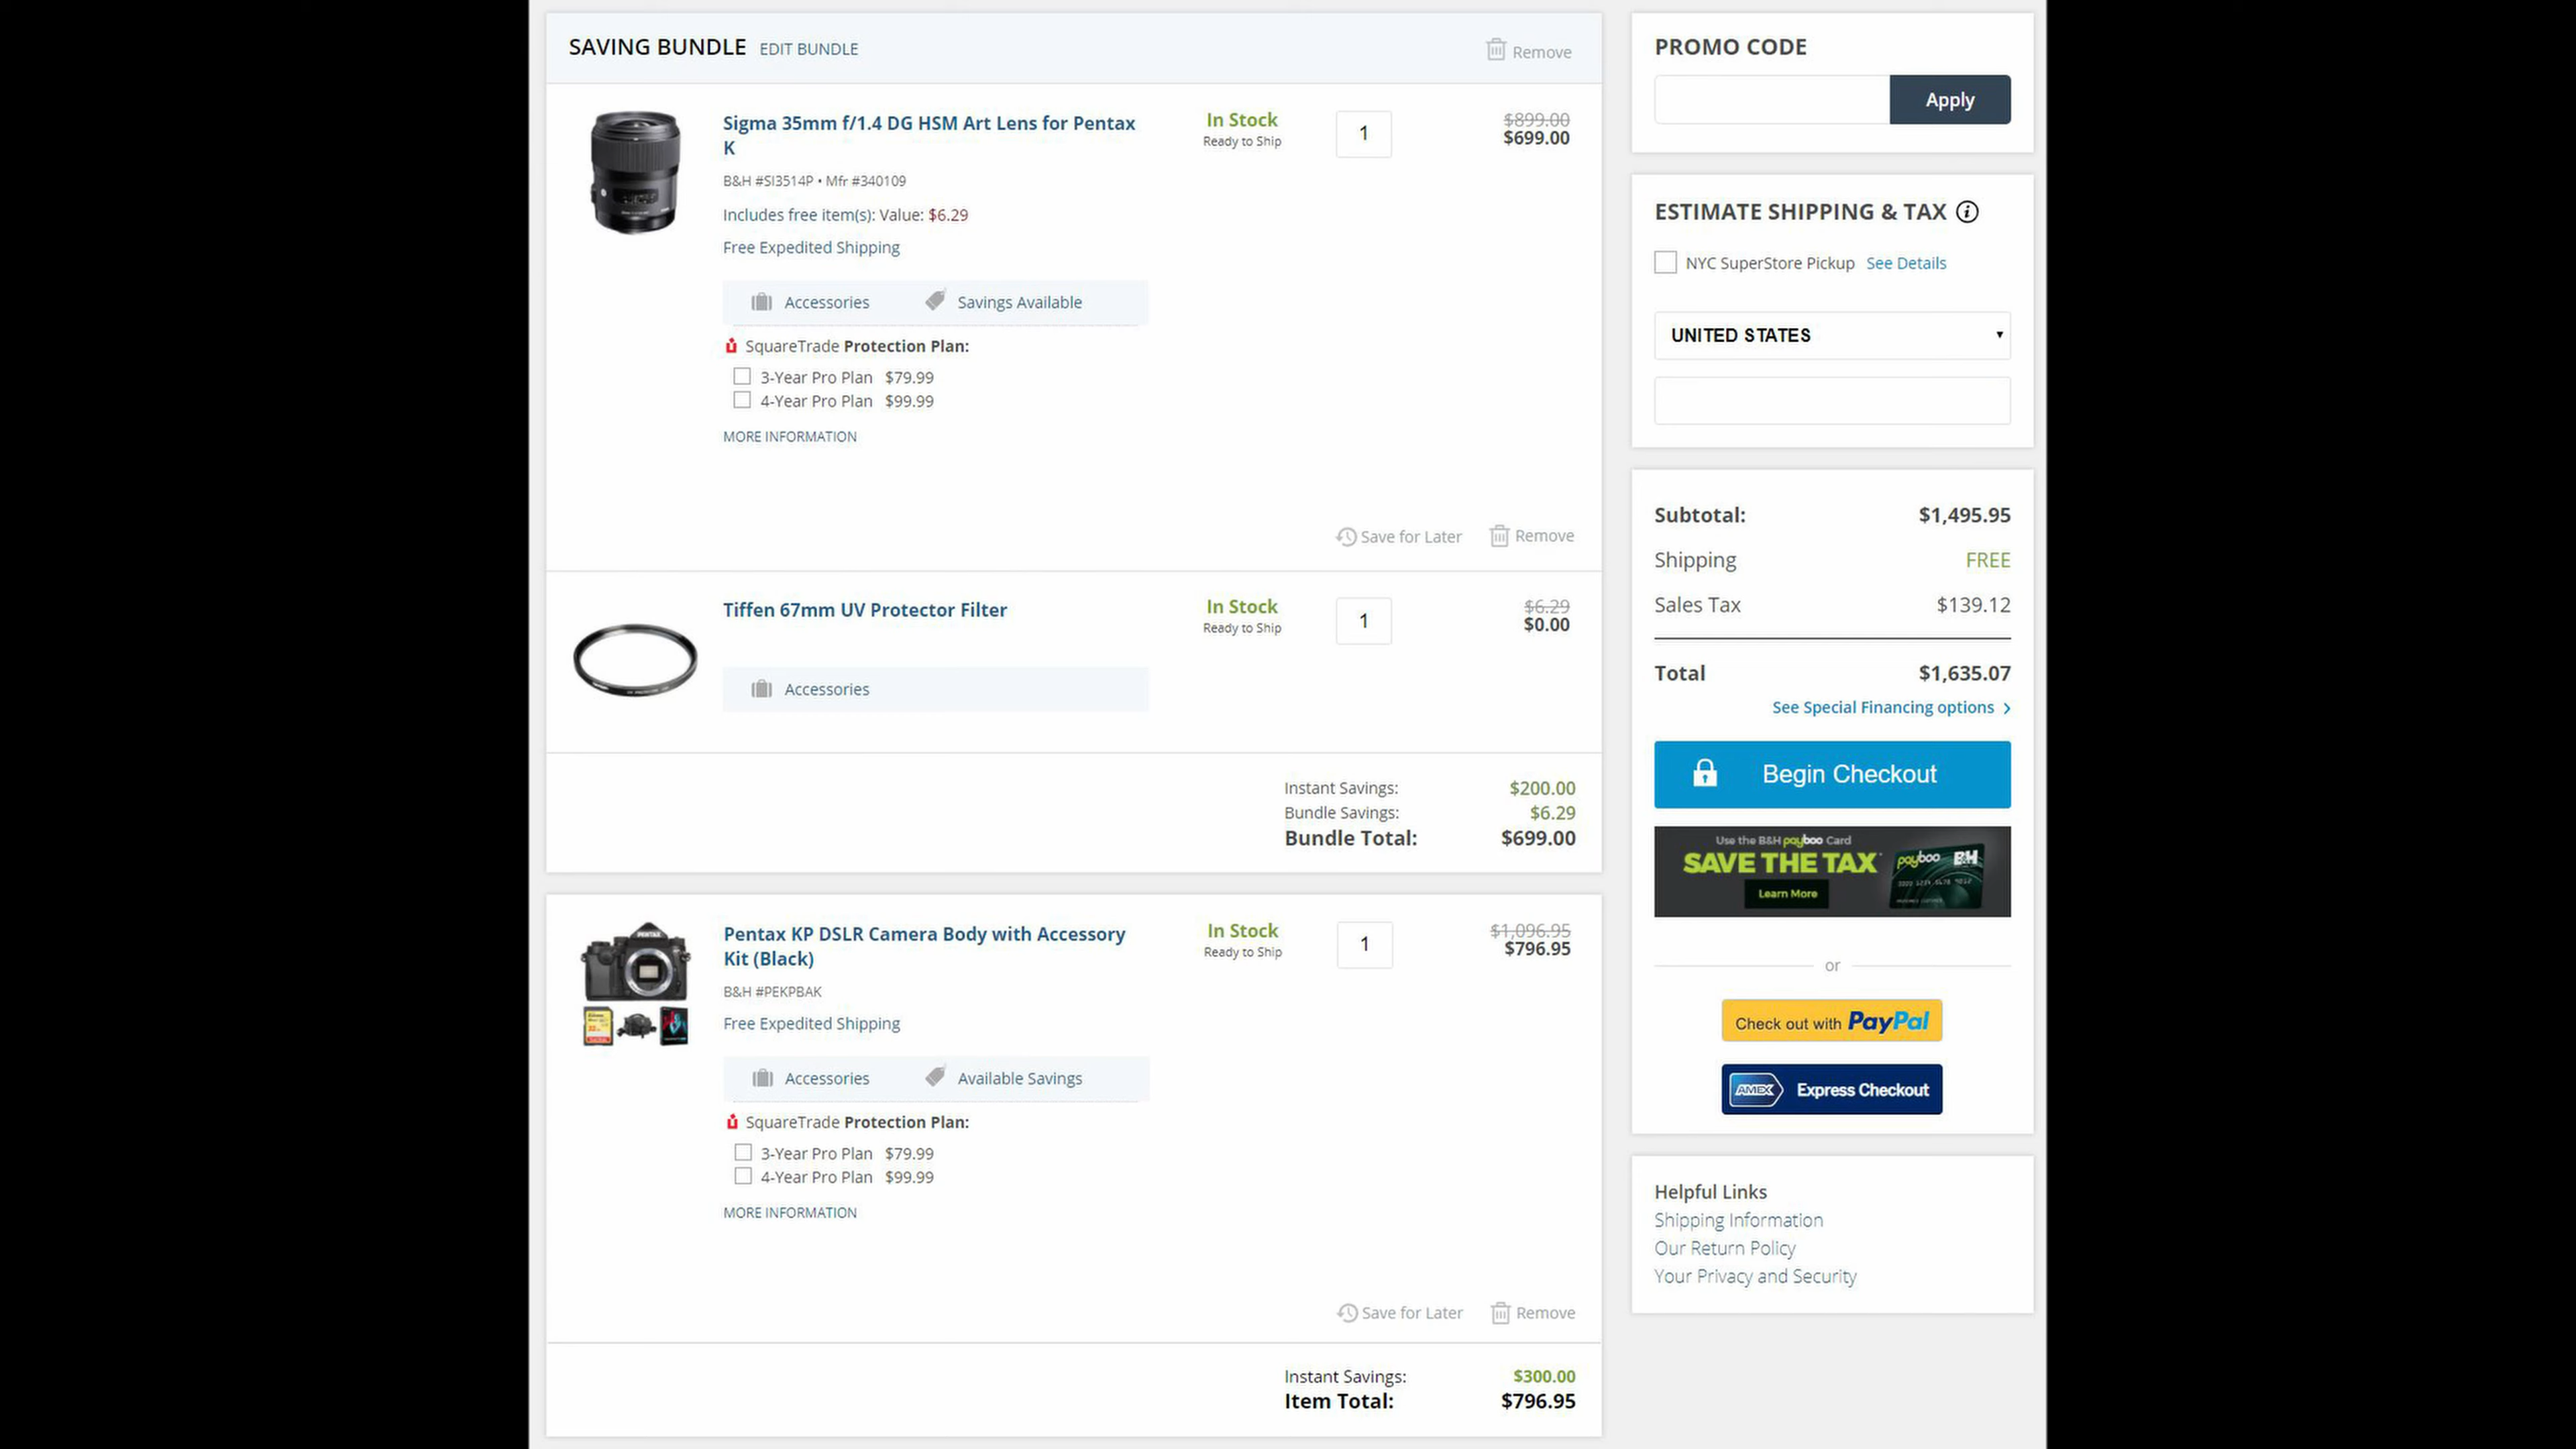 SAVING BUNDLE EDIT BUNDLE
Remove
Sigma 35mm f/1.4 DG HSM Art Lens for Pentax
K
B&H #SI3514P • Mfr #340109
Includes free item(s): Value: $6.29
Free Expedited Shipping
Accessories Savings Available
SquareTrade Protection Plan:
3-Year Pro Plan $79.99
4-Year Pro Plan $99.99
MORE INFORMATION
In Stock
Ready to Ship
1
$899.00
$699.00
Save for Later Remove
Tiffen 67mm UV Protector Filter
Accessories
In Stock
Ready to Ship
1
$6.29
$0.00
Instant Savings: $200.00
Bundle Savings: $6.29
Bundle Total: $699.00
PENTAX
Pentax KP DSLR Camera Body with Accessory
Kit (Black)
B&H #PEKPBAK
Free Expedited Shipping
Accessories Available Savings
SquareTrade Protection Plan:
3-Year Pro Plan $79.99
4-Year Pro Plan $99.99
MORE INFORMATION
In Stock
Ready to Ship
1
$1,096.95
$796.95
Save for Later Remove
Instant Savings: $300.00
Item Total: $796.95
PROMO CODE
Apply
ESTIMATE SHIPPING & TAX
NYC SuperStore Pickup See Details
UNITED STATES
Subtotal: $1,495.95
Shipping FREE
Sales Tax $139.12
Total $1,635.07
See Special Financing options
Begin Checkout
Use the B&H payboo Card
SAVE THE TAX
Learn More
payboo B&H
or
Check out with PayPal
AMEX Express Checkout
Helpful Links
Shipping Information
Our Return Policy
Your Privacy and Security